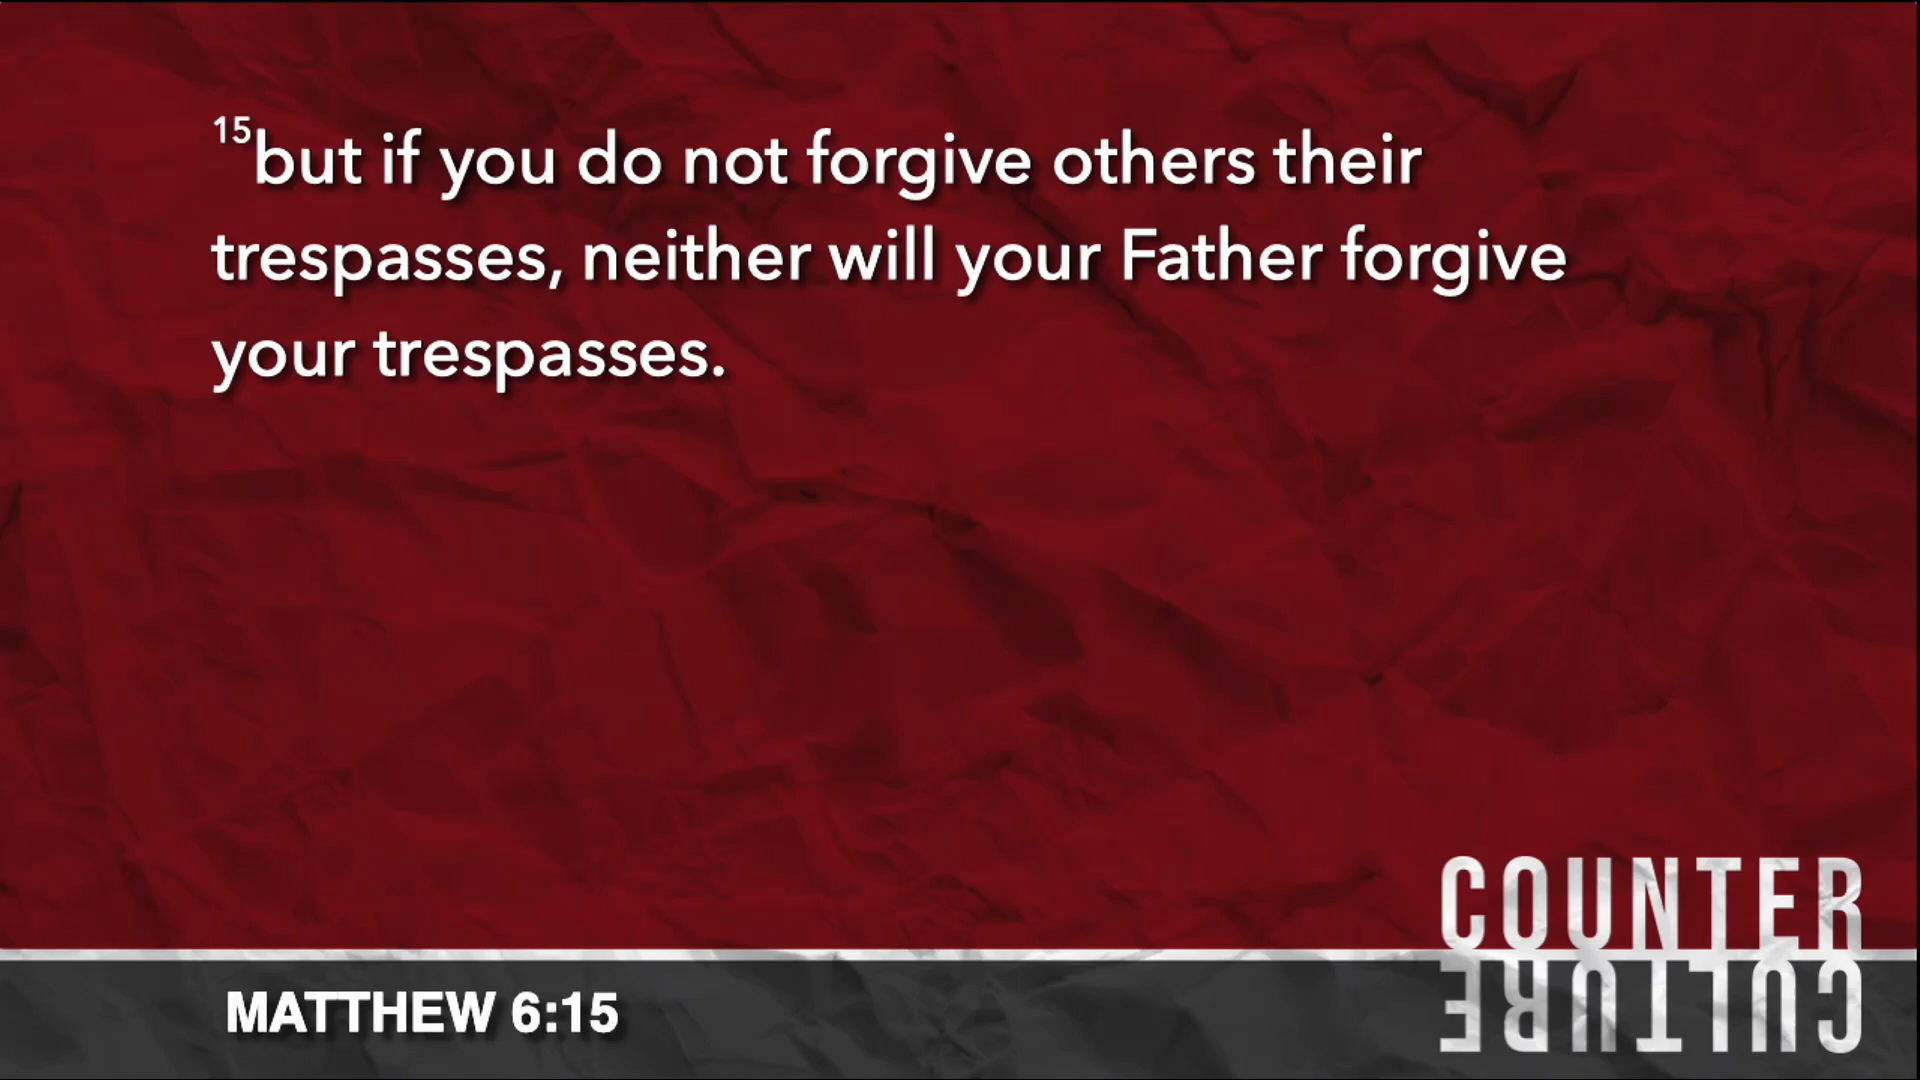 15but if you do not forgive others their
trespasses, neither will your Father forgive
your trespasses.
COUNTER
CULTURE
MATTHEW 6:15